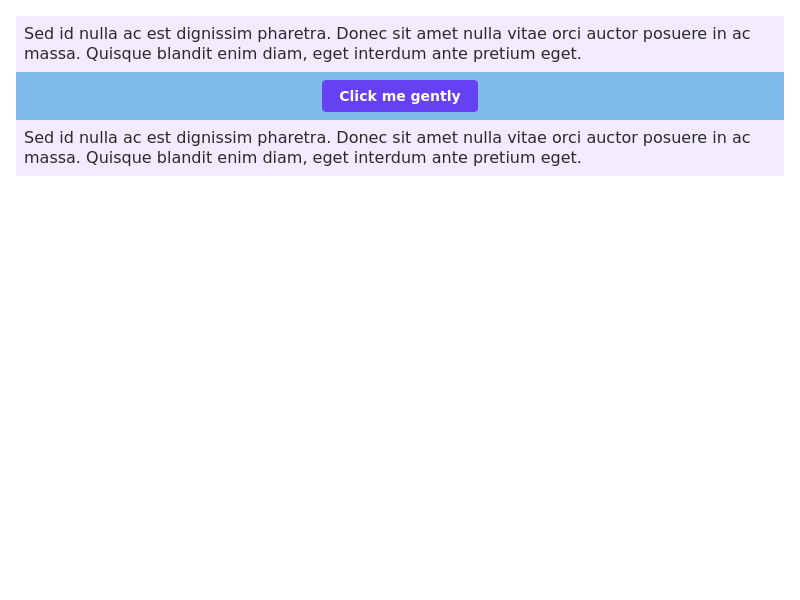 Sed id nulla ac est dignissim pharetra. Donec sit amet nulla vitae orci auctor posuere in ac
massa. Quisque blandit enim diam, eget interdum ante pretium eget.
Click me gently
Sed id nulla ac est dignissim pharetra. Donec sit amet nulla vitae orci auctor posuere in ac
massa. Quisque blandit enim diam, eget interdum ante pretium eget.